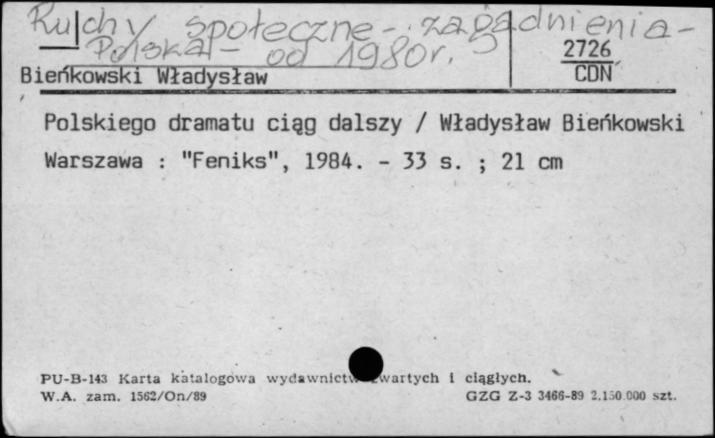 Ruchy społeczne - zagadnienia -
Polska - od 1980 r.
2726
CDN
Bieńkowski Władysław
Polskiego dramatu ciąg dalszy / Władysław Bieńkowski
Warszawa : "Feniks", 1984. - 33 s. ; 21 cm
PU-B-143 Karta katalogowa wydawnictw zwartych i ciągłych.
W.A. zam. 1562/On/89 GZG Z-3 3466-89 2.150.000 szt.